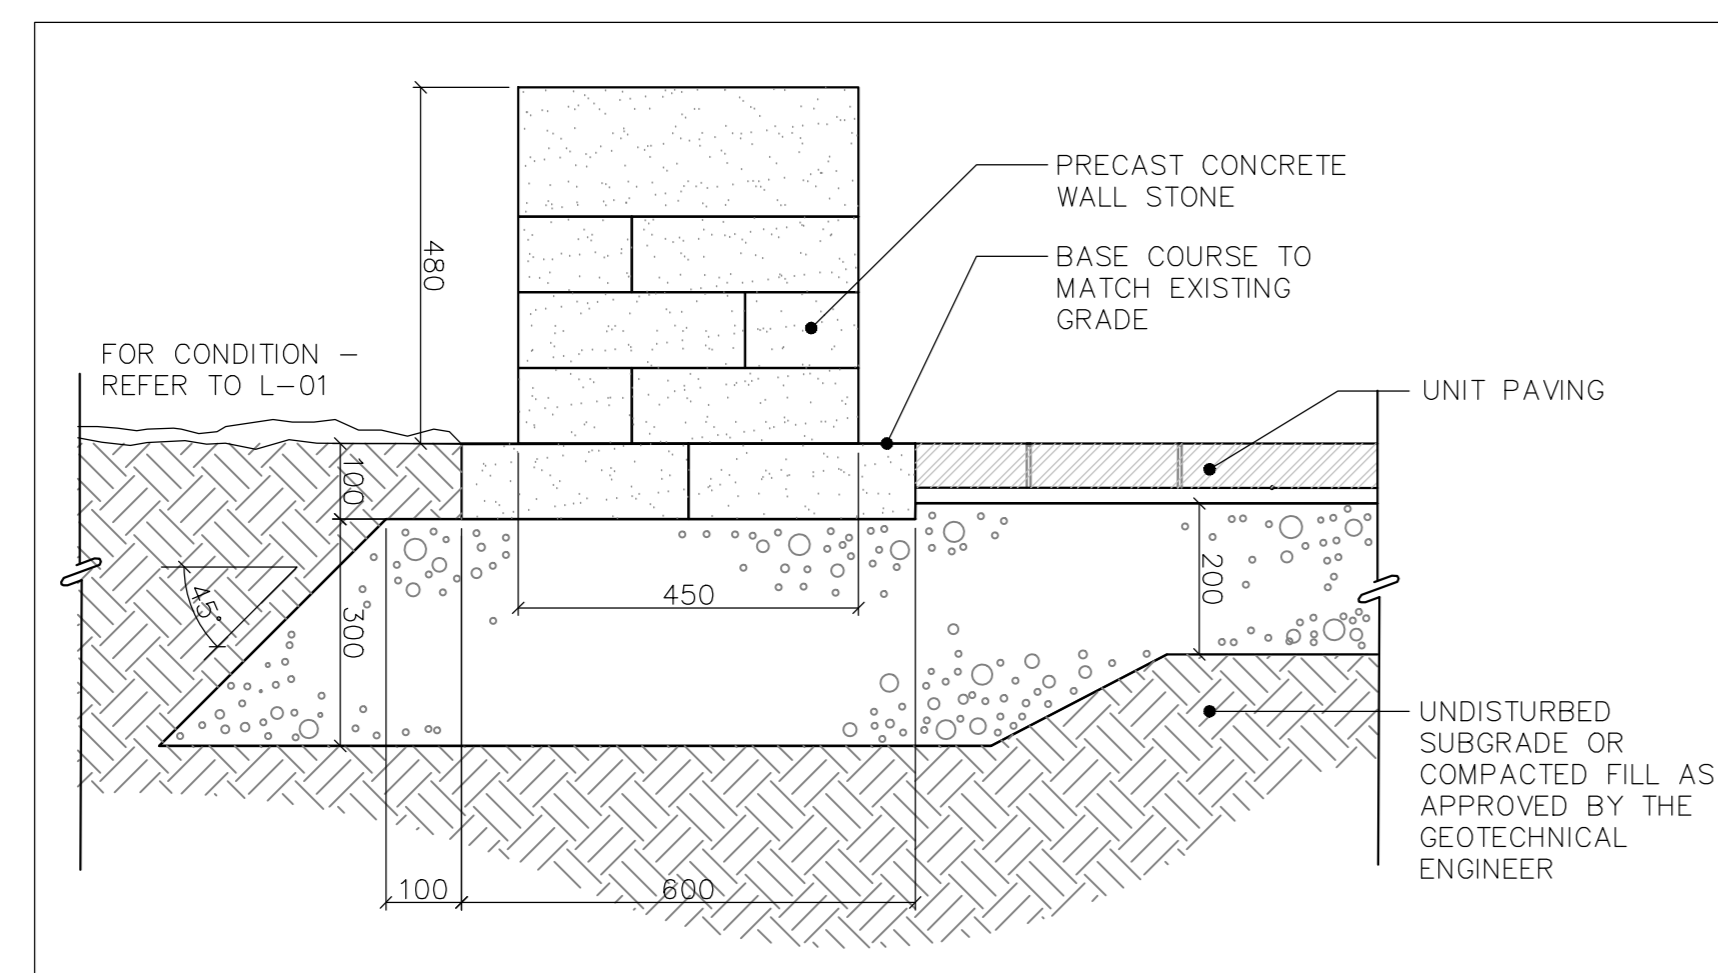 PRECAST CONCRETE
WALL STONE
BASE COURSE TO
MATCH EXISTING
GRADE
480
FOR CONDITION –
REFER TO L–01
UNIT PAVING
100
45°
300
450
200
UNDISTURBED
SUBGRADE OR
COMPACTED FILL AS
APPROVED BY THE
GEOTECHNICAL
ENGINEER
100
600